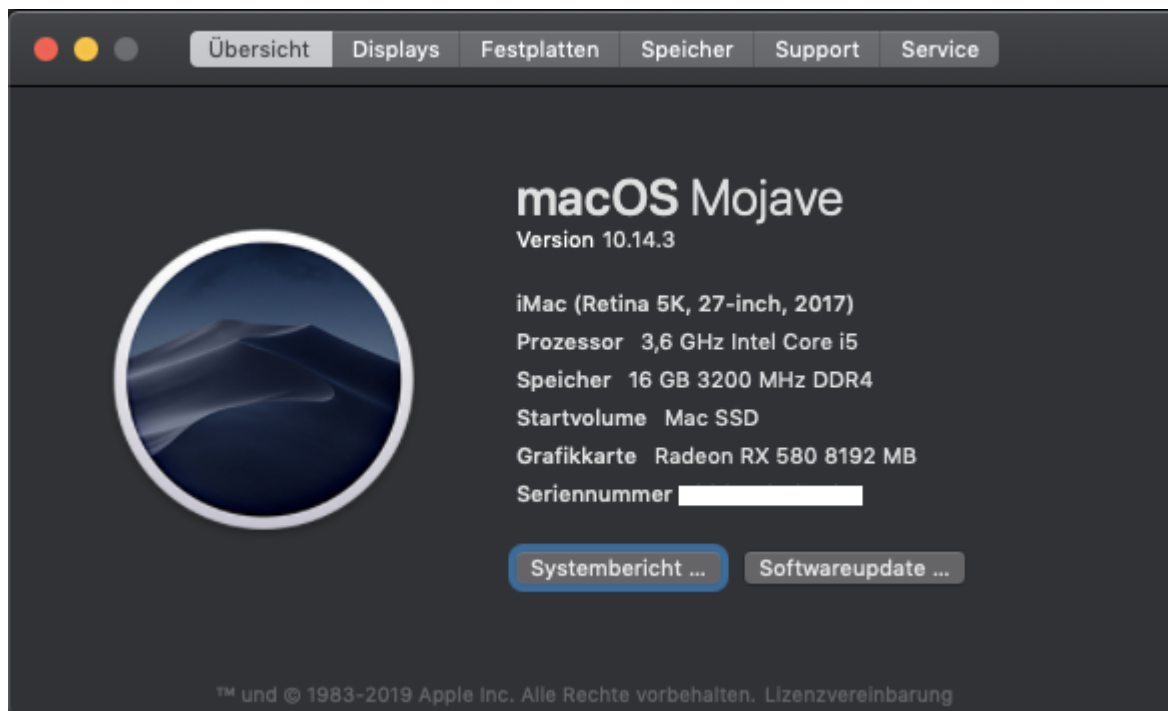 Übersicht Displays Festplatten Speicher Support Service
macOS Mojave
Version 10.14.3
iMac (Retina 5K, 27-inch, 2017)
Prozessor 3,6 GHz Intel Core i5
Speicher 16 GB 3200 MHz DDR4
Startvolume Mac SSD
Grafikkarte Radeon RX 580 8192 MB
Seriennummer
Systembericht ... Softwareupdate ...
™ und © 1983-2019 Apple Inc. Alle Rechte vorbehalten. Lizenzvereinbarung